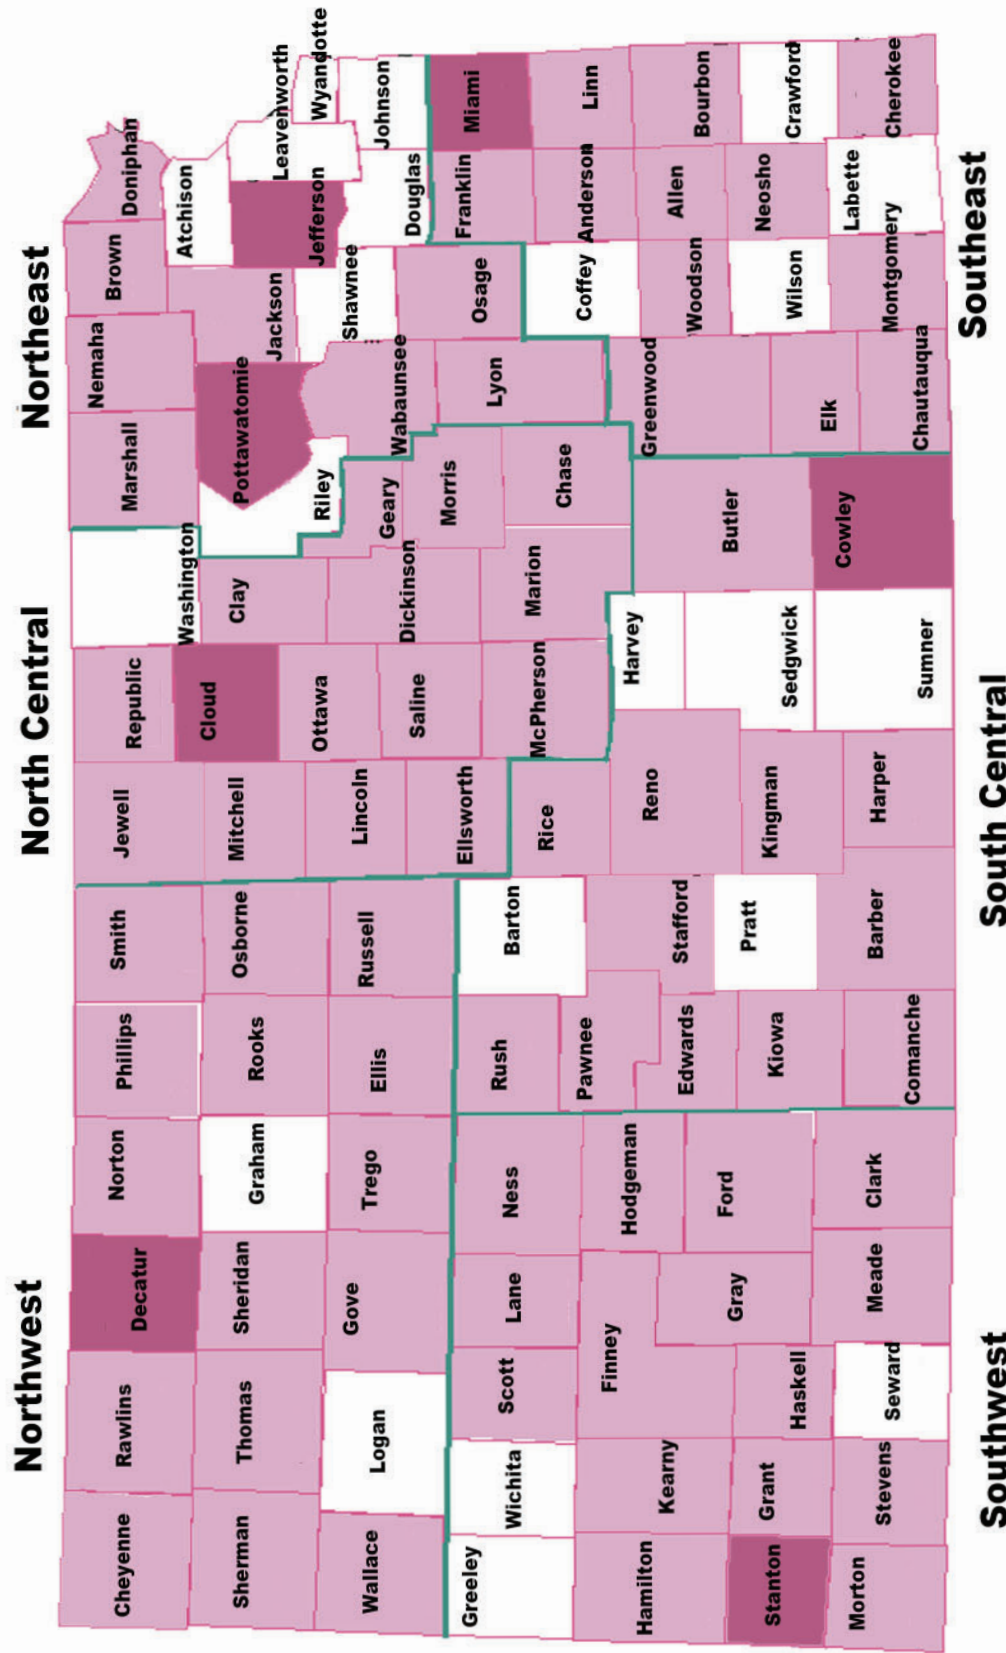 Northwest
North Central
Northeast
Cheyenne
Rawlins
Decatur
Norton
Phillips
Smith
Jewell
Republic
Washington
Marshall
Nemaha
Brown
Doniphan
Sherman
Thomas
Sheridan
Graham
Rooks
Osborne
Mitchell
Cloud
Clay
Riley
Pottawatomie
Jackson
Atchison
Jefferson
Leavenworth
Wyandotte
Wallace
Logan
Gove
Trego
Ellis
Russell
Lincoln
Ottawa
Dickinson
Geary
Wabaunsee
Shawnee
Douglas
Johnson
Greeley
Wichita
Scott
Lane
Ness
Rush
Barton
Ellsworth
Saline
Morris
Lyon
Osage
Franklin
Miami
Hamilton
Kearny
Finney
Hodgeman
Pawnee
Stafford
Rice
McPherson
Marion
Chase
Coffey
Anderson
Linn
Stanton
Grant
Haskell
Gray
Ford
Edwards
Pratt
Reno
Harvey
Butler
Greenwood
Woodson
Allen
Bourbon
Kiowa
Kingman
Sedgwick
Elk
Wilson
Neosho
Crawford
Morton
Stevens
Seward
Meade
Clark
Comanche
Barber
Harper
Sumner
Cowley
Chautauqua
Montgomery
Labette
Cherokee
Southwest
South Central
Southeast